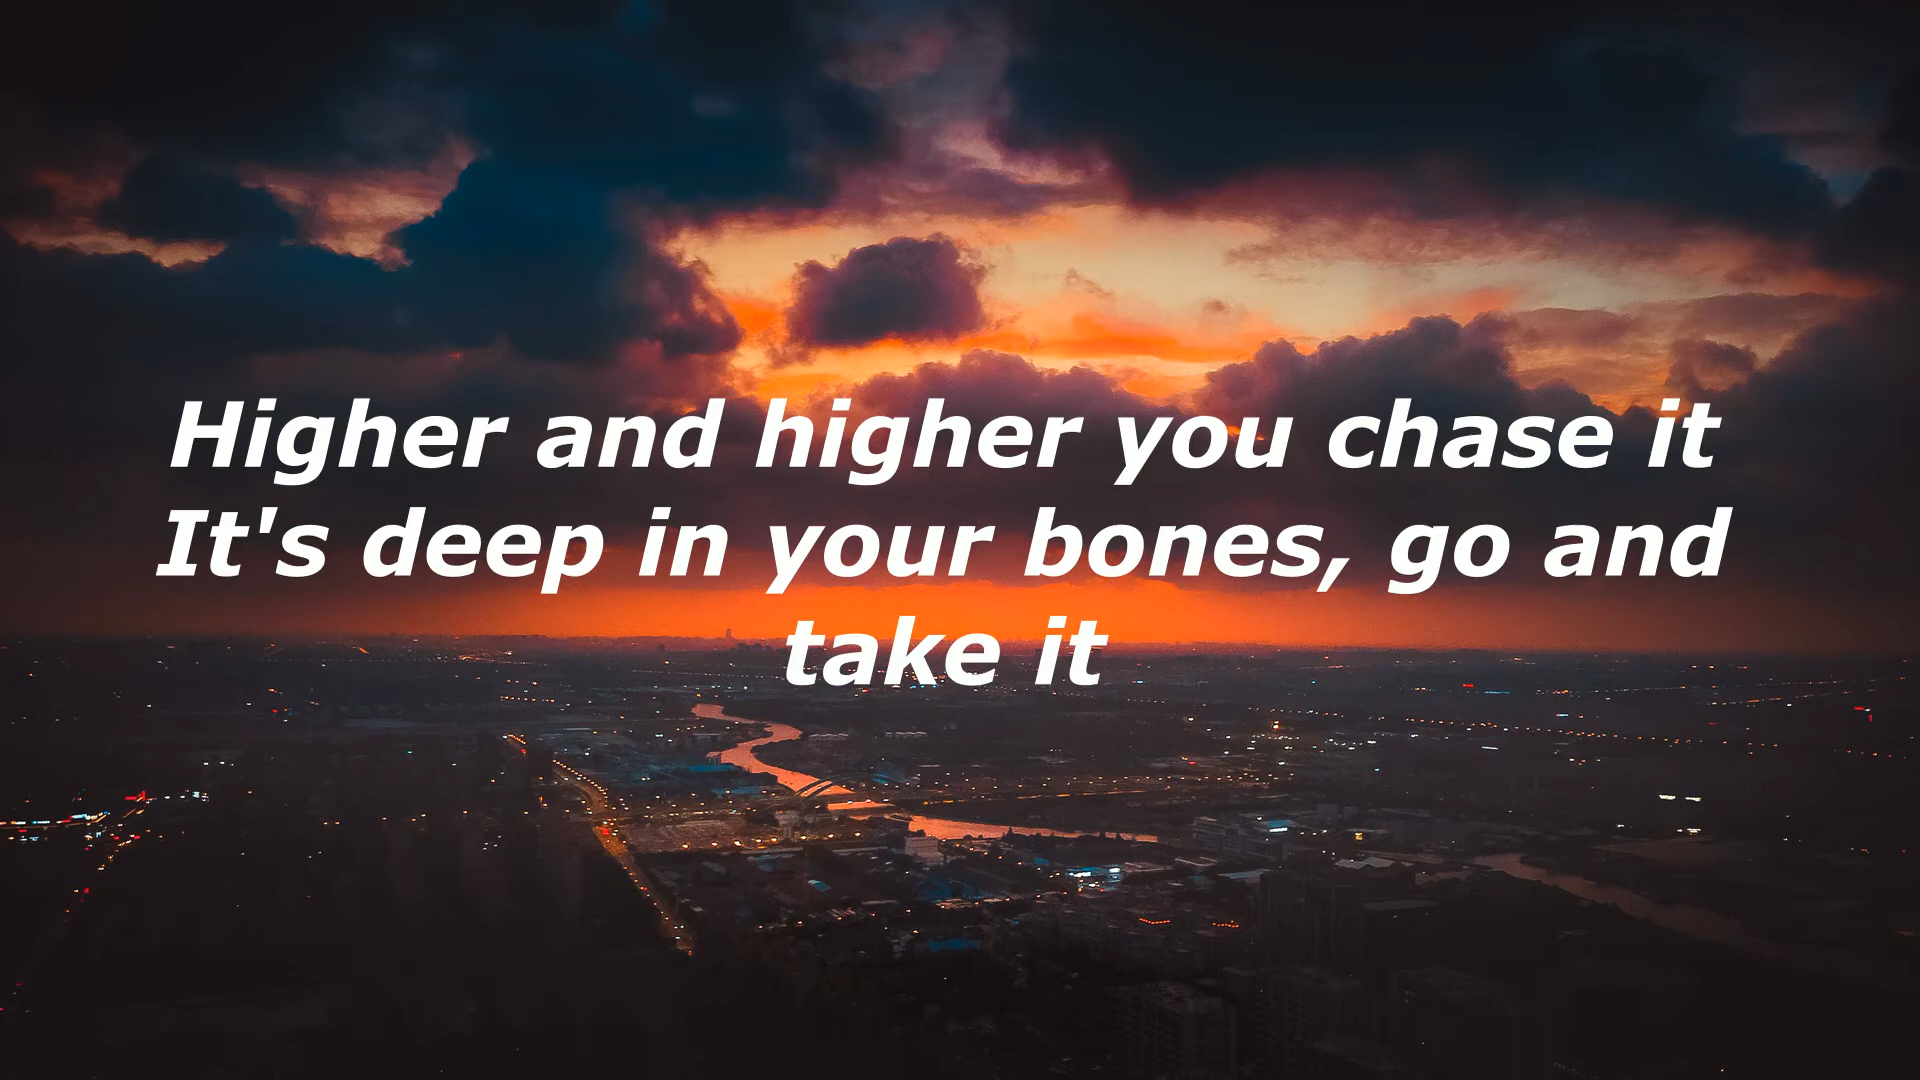 Higher and higher you chase it
It's deep in your bones, go and
take it